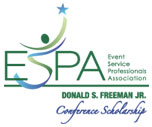 ESPA
Event
Service
Professionals
Association
DONALD S. FREEMAN JR.
Conference Scholarship